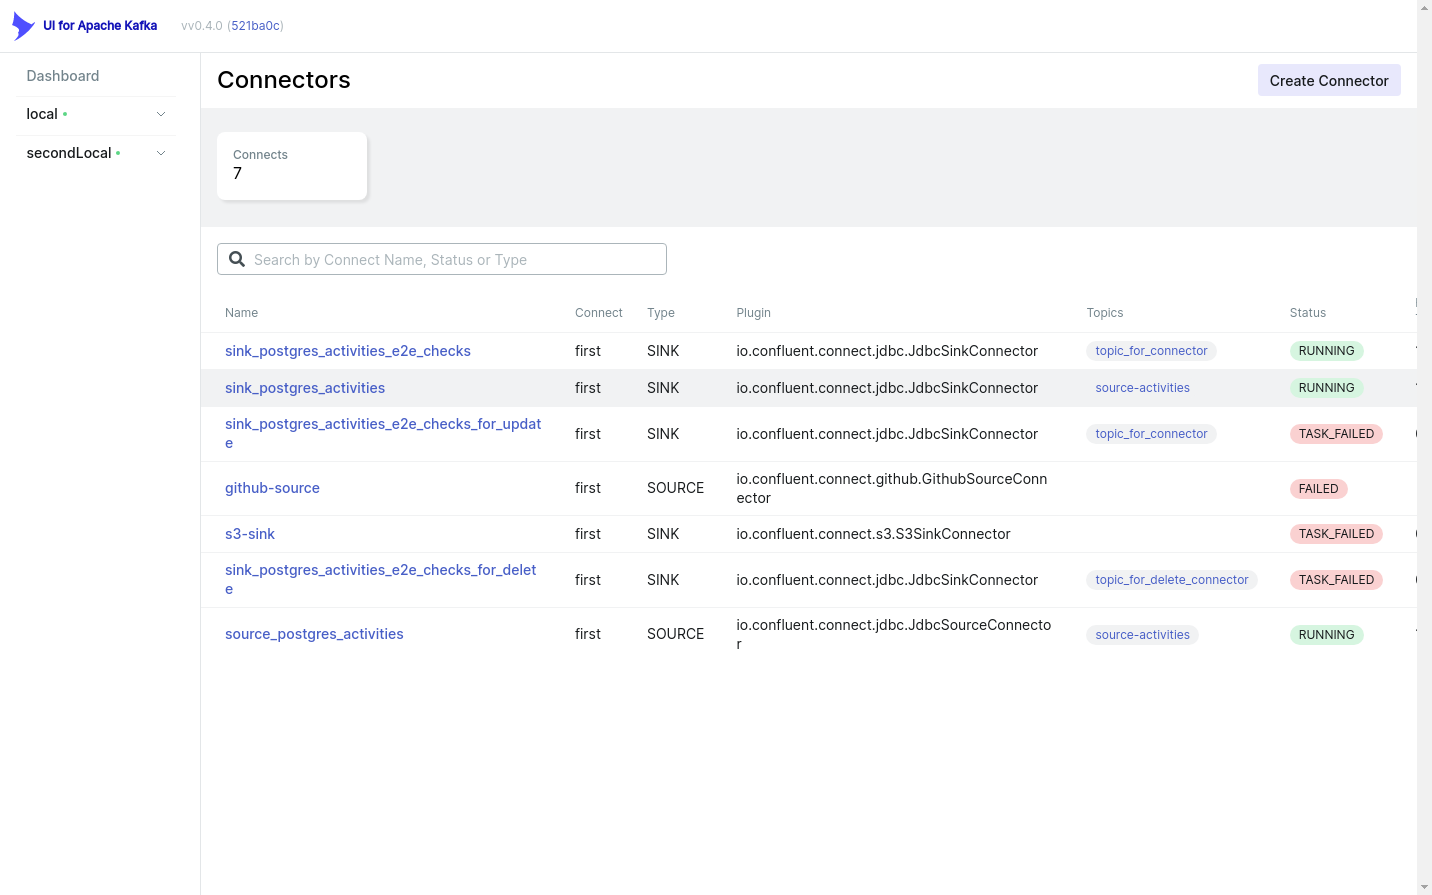 UI for Apache Kafka vv0.4.0 (521ba0c)
Dashboard
local
secondLocal
Connectors
Create Connector
Connects
7
Search by Connect Name, Status or Type
Name Connect Type Plugin Topics Status
sink_postgres_activities_e2e_checks first SINK io.confluent.connect.jdbc.JdbcSinkConnector topic_for_connector RUNNING
sink_postgres_activities first SINK io.confluent.connect.jdbc.JdbcSinkConnector source-activities RUNNING
sink_postgres_activities_e2e_checks_for_updat
e
first SINK io.confluent.connect.jdbc.JdbcSinkConnector topic_for_connector TASK_FAILED
github-source first SOURCE
io.confluent.connect.github.GithubSourceConn
ector
FAILED
s3-sink first SINK io.confluent.connect.s3.S3SinkConnector TASK_FAILED
sink_postgres_activities_e2e_checks_for_delet
e
first SINK io.confluent.connect.jdbc.JdbcSinkConnector topic_for_delete_connector TASK_FAILED
source_postgres_activities first SOURCE
io.confluent.connect.jdbc.JdbcSourceConnecto
r
source-activities RUNNING